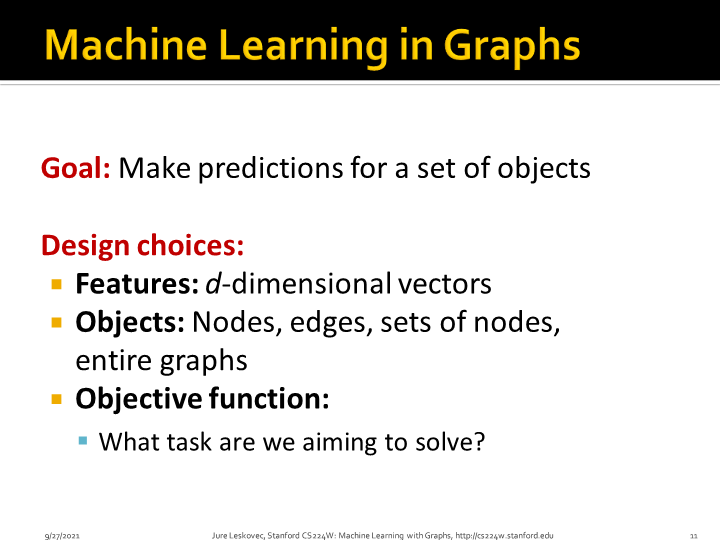 Machine Learning in Graphs
Goal: Make predictions for a set of objects
Design choices:
▪ Features: d-dimensional vectors
▪ Objects: Nodes, edges, sets of nodes,
entire graphs
▪ Objective function:
▪ What task are we aiming to solve?
9/27/2021
Jure Leskovec, Stanford CS224W: Machine Learning with Graphs, http://cs224w.stanford.edu
11